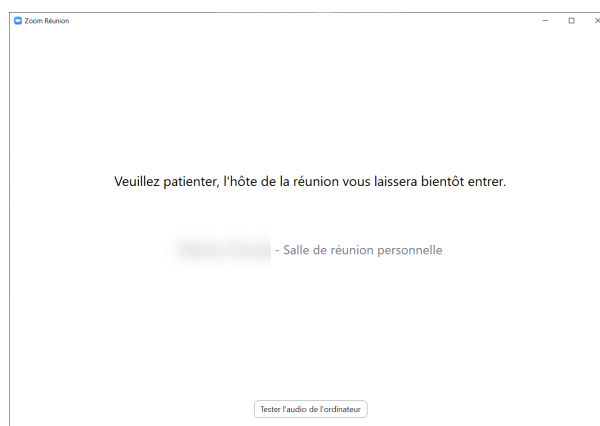 Zoom Réunion
Veuillez patienter, l'hôte de la réunion vous laissera bientôt entrer.
- Salle de réunion personnelle
Tester l'audio de l'ordinateur